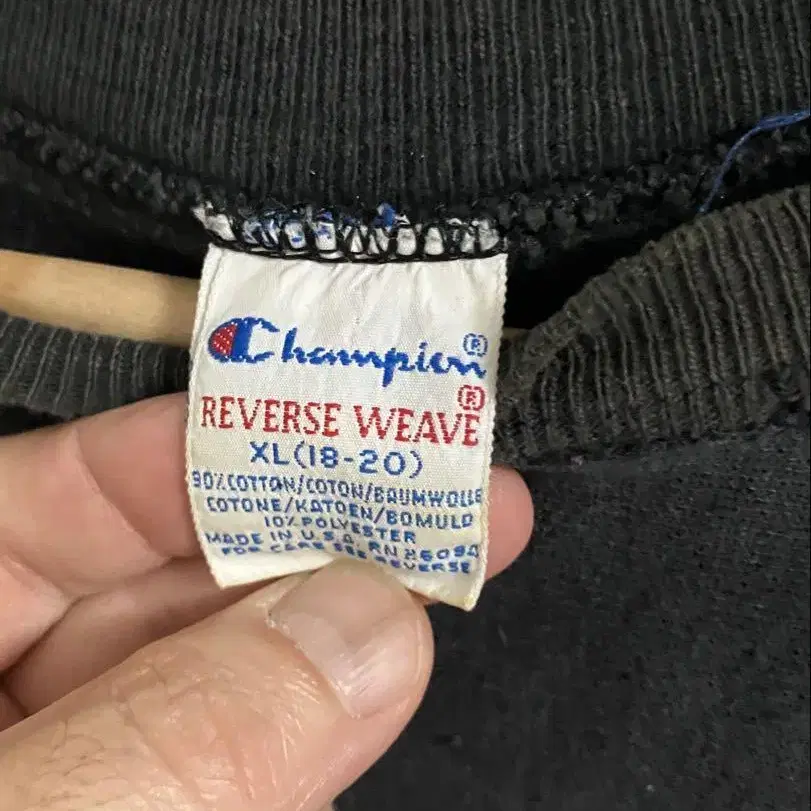 Champion®
REVERSE WEAVE®
XL(18-20)
90%COTTON/COTON/BAUMWOLLE
COTONE/KATOEN/BOMULD
10% POLYESTER
MADE IN U.S.A. RN 26094
FOR CARE SEE REVERSE